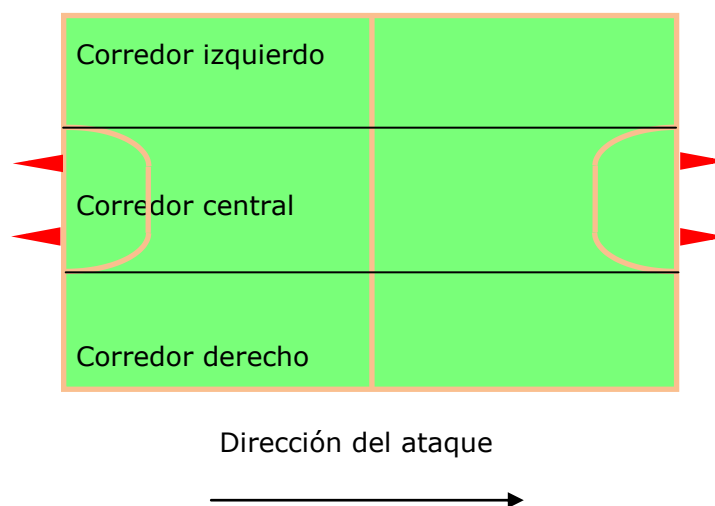 Corredor izquierdo
Corredor central
Corredor derecho
Dirección del ataque